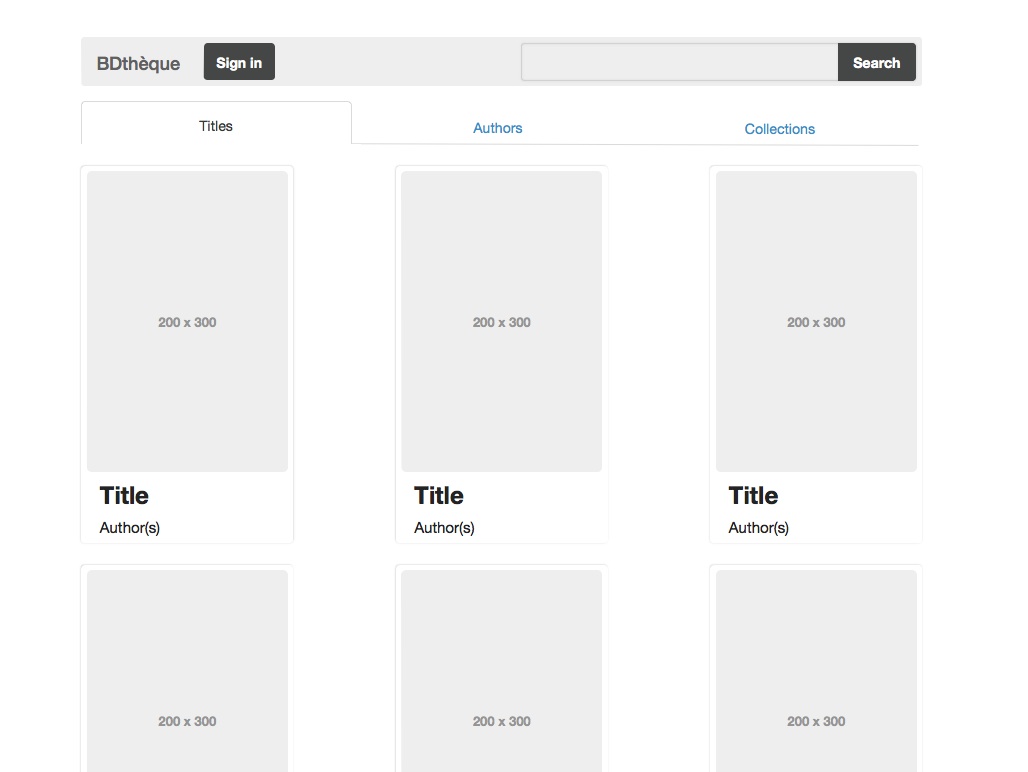 BDthèque Sign in Search
Titles Authors Collections
200 x 300 200 x 300 200 x 300
Title Title Title
Author(s) Author(s) Author(s)
200 x 300 200 x 300 200 x 300